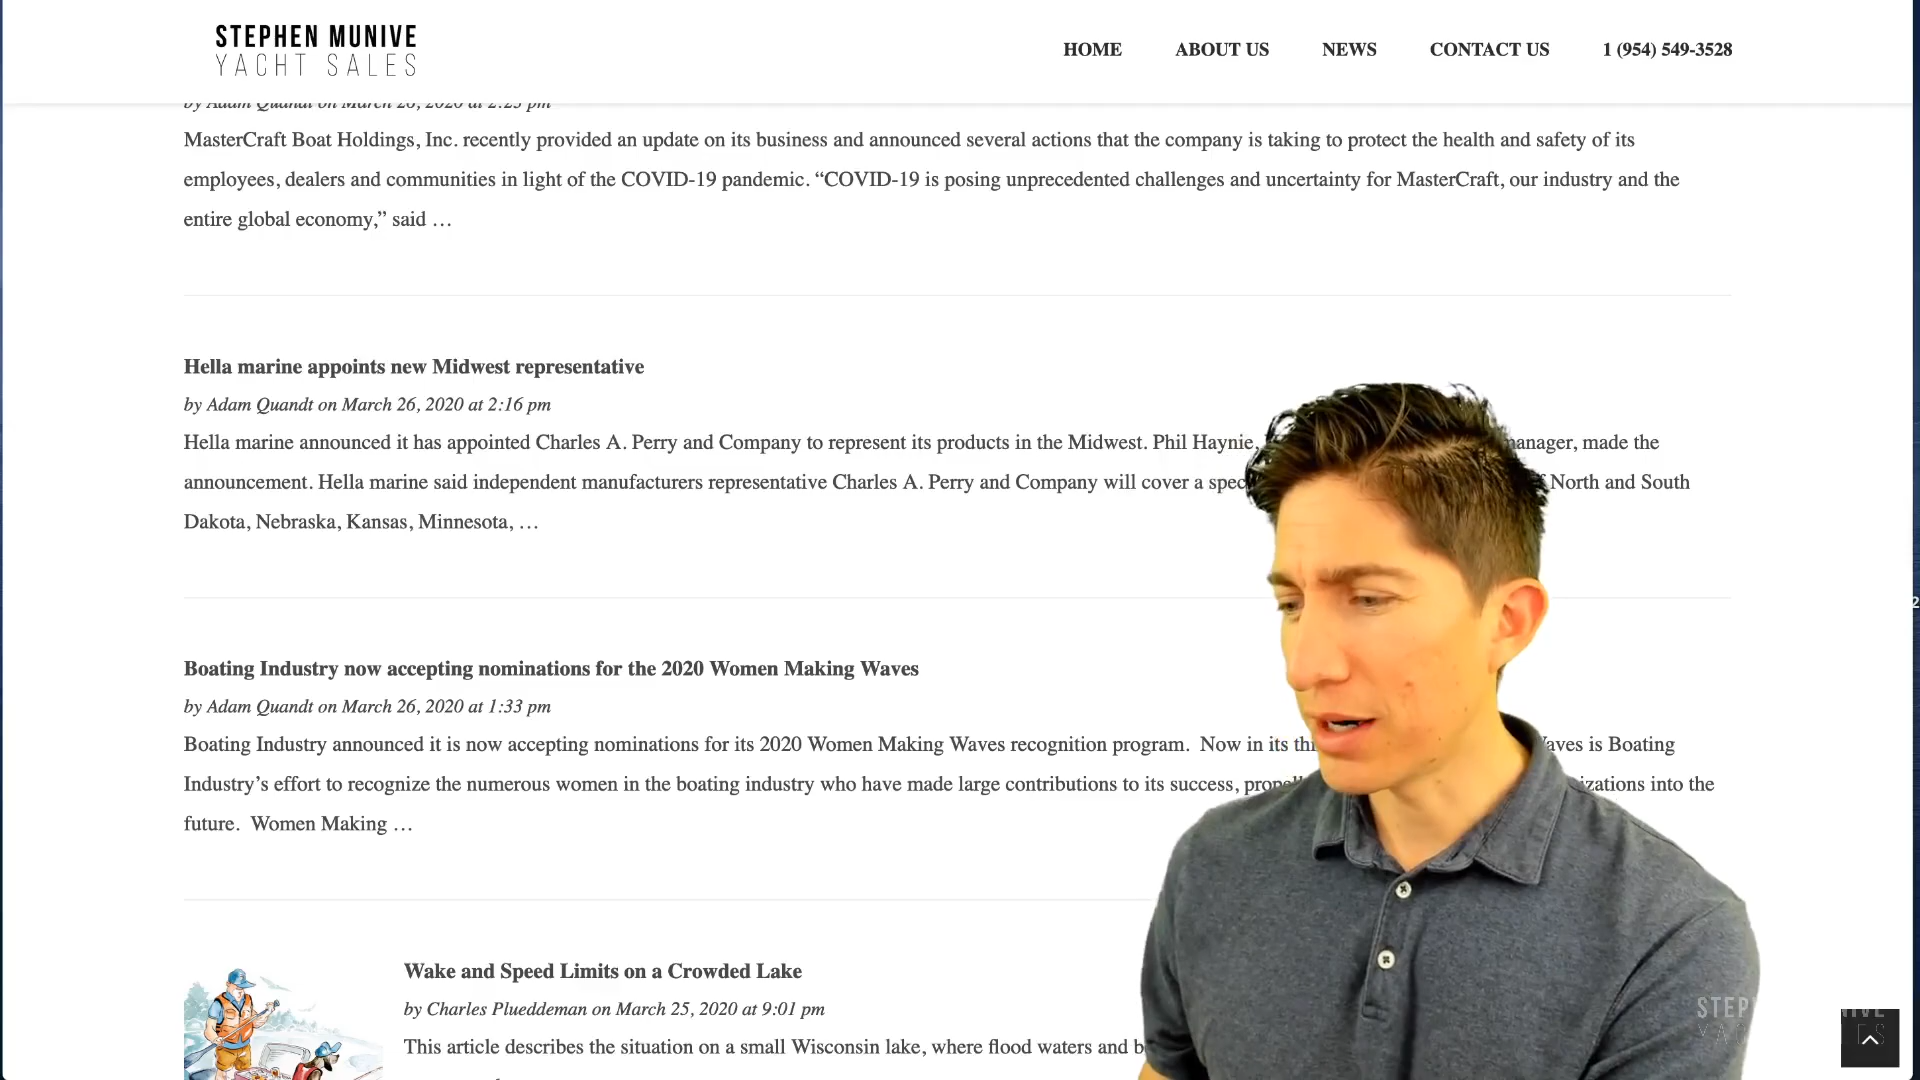 STEPHEN MUNIVE
YACHT SALES
HOME ABOUT US NEWS CONTACT US 1 (954) 549-3528
by Adam Quandt on March 26, 2020 at 2:23 pm
MasterCraft Boat Holdings, Inc. recently provided an update on its business and announced several actions that the company is taking to protect the health and safety of its
employees, dealers and communities in light of the COVID-19 pandemic. “COVID-19 is posing unprecedented challenges and uncertainty for MasterCraft, our industry and the
entire global economy,” said …
Hella marine appoints new Midwest representative
by Adam Quandt on March 26, 2020 at 2:16 pm
Hella marine announced it has appointed Charles A. Perry and Company to represent its products in the Midwest. Phil Haynie, manager, made the
announcement. Hella marine said independent manufacturers representative Charles A. Perry and Company will cover a North and South
Dakota, Nebraska, Kansas, Minnesota, …
Boating Industry now accepting nominations for the 2020 Women Making Waves
by Adam Quandt on March 26, 2020 at 1:33 pm
Boating Industry announced it is now accepting nominations for its 2020 Women Making Waves recognition program. Now in its is Boating
Industry’s effort to recognize the numerous women in the boating industry who have made large contributions to its success, into the
future. Women Making …
Wake and Speed Limits on a Crowded Lake
by Charles Plueddeman on March 25, 2020 at 9:01 pm
This article describes the situation on a small Wisconsin lake, where flood waters and